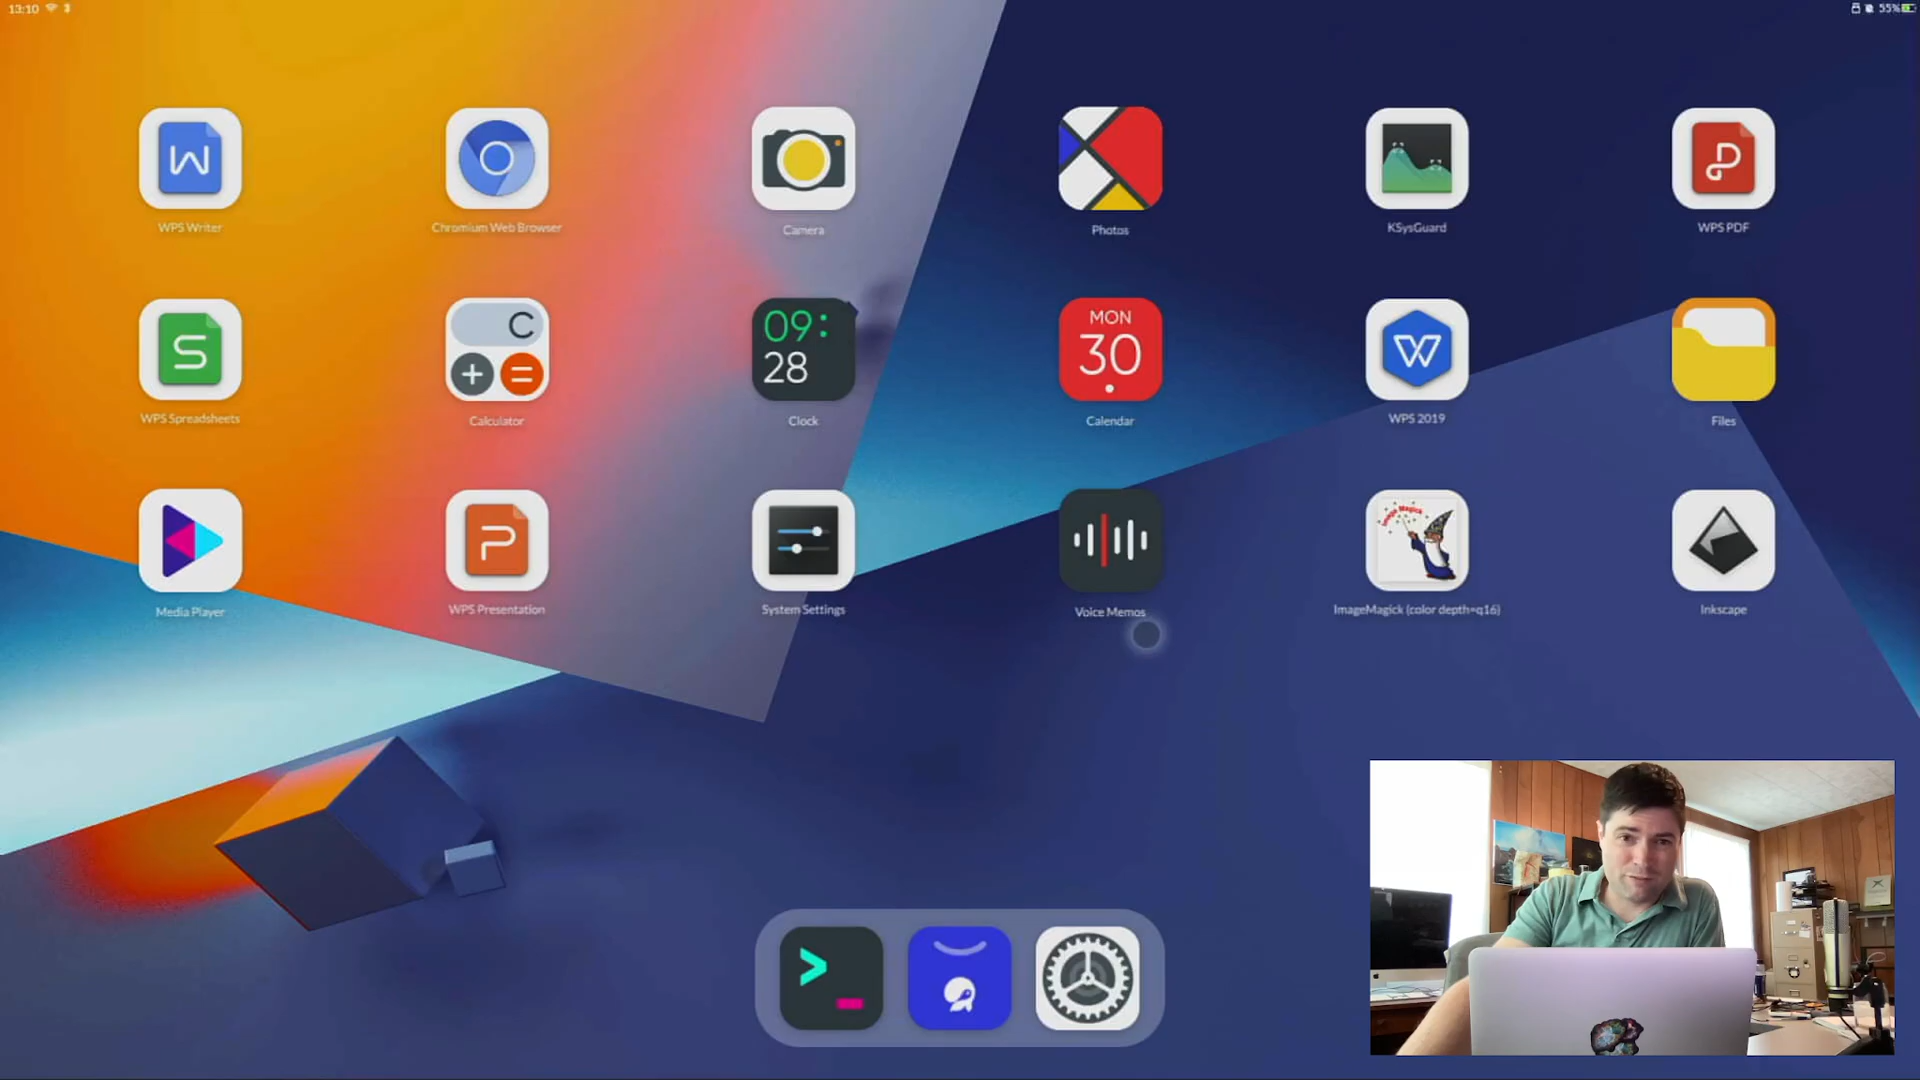 13:10
55%
WPS Writer
Chromium Web Browser
Camera
Photos
KSysGuard
WPS PDF
C
09:
28
MON
30
WPS Spreadsheets
Calculator
Clock
Calendar
WPS 2019
Files
Image Magick
Media Player
WPS Presentation
System Settings
Voice Memos
ImageMagick (color depth=q16)
Inkscape